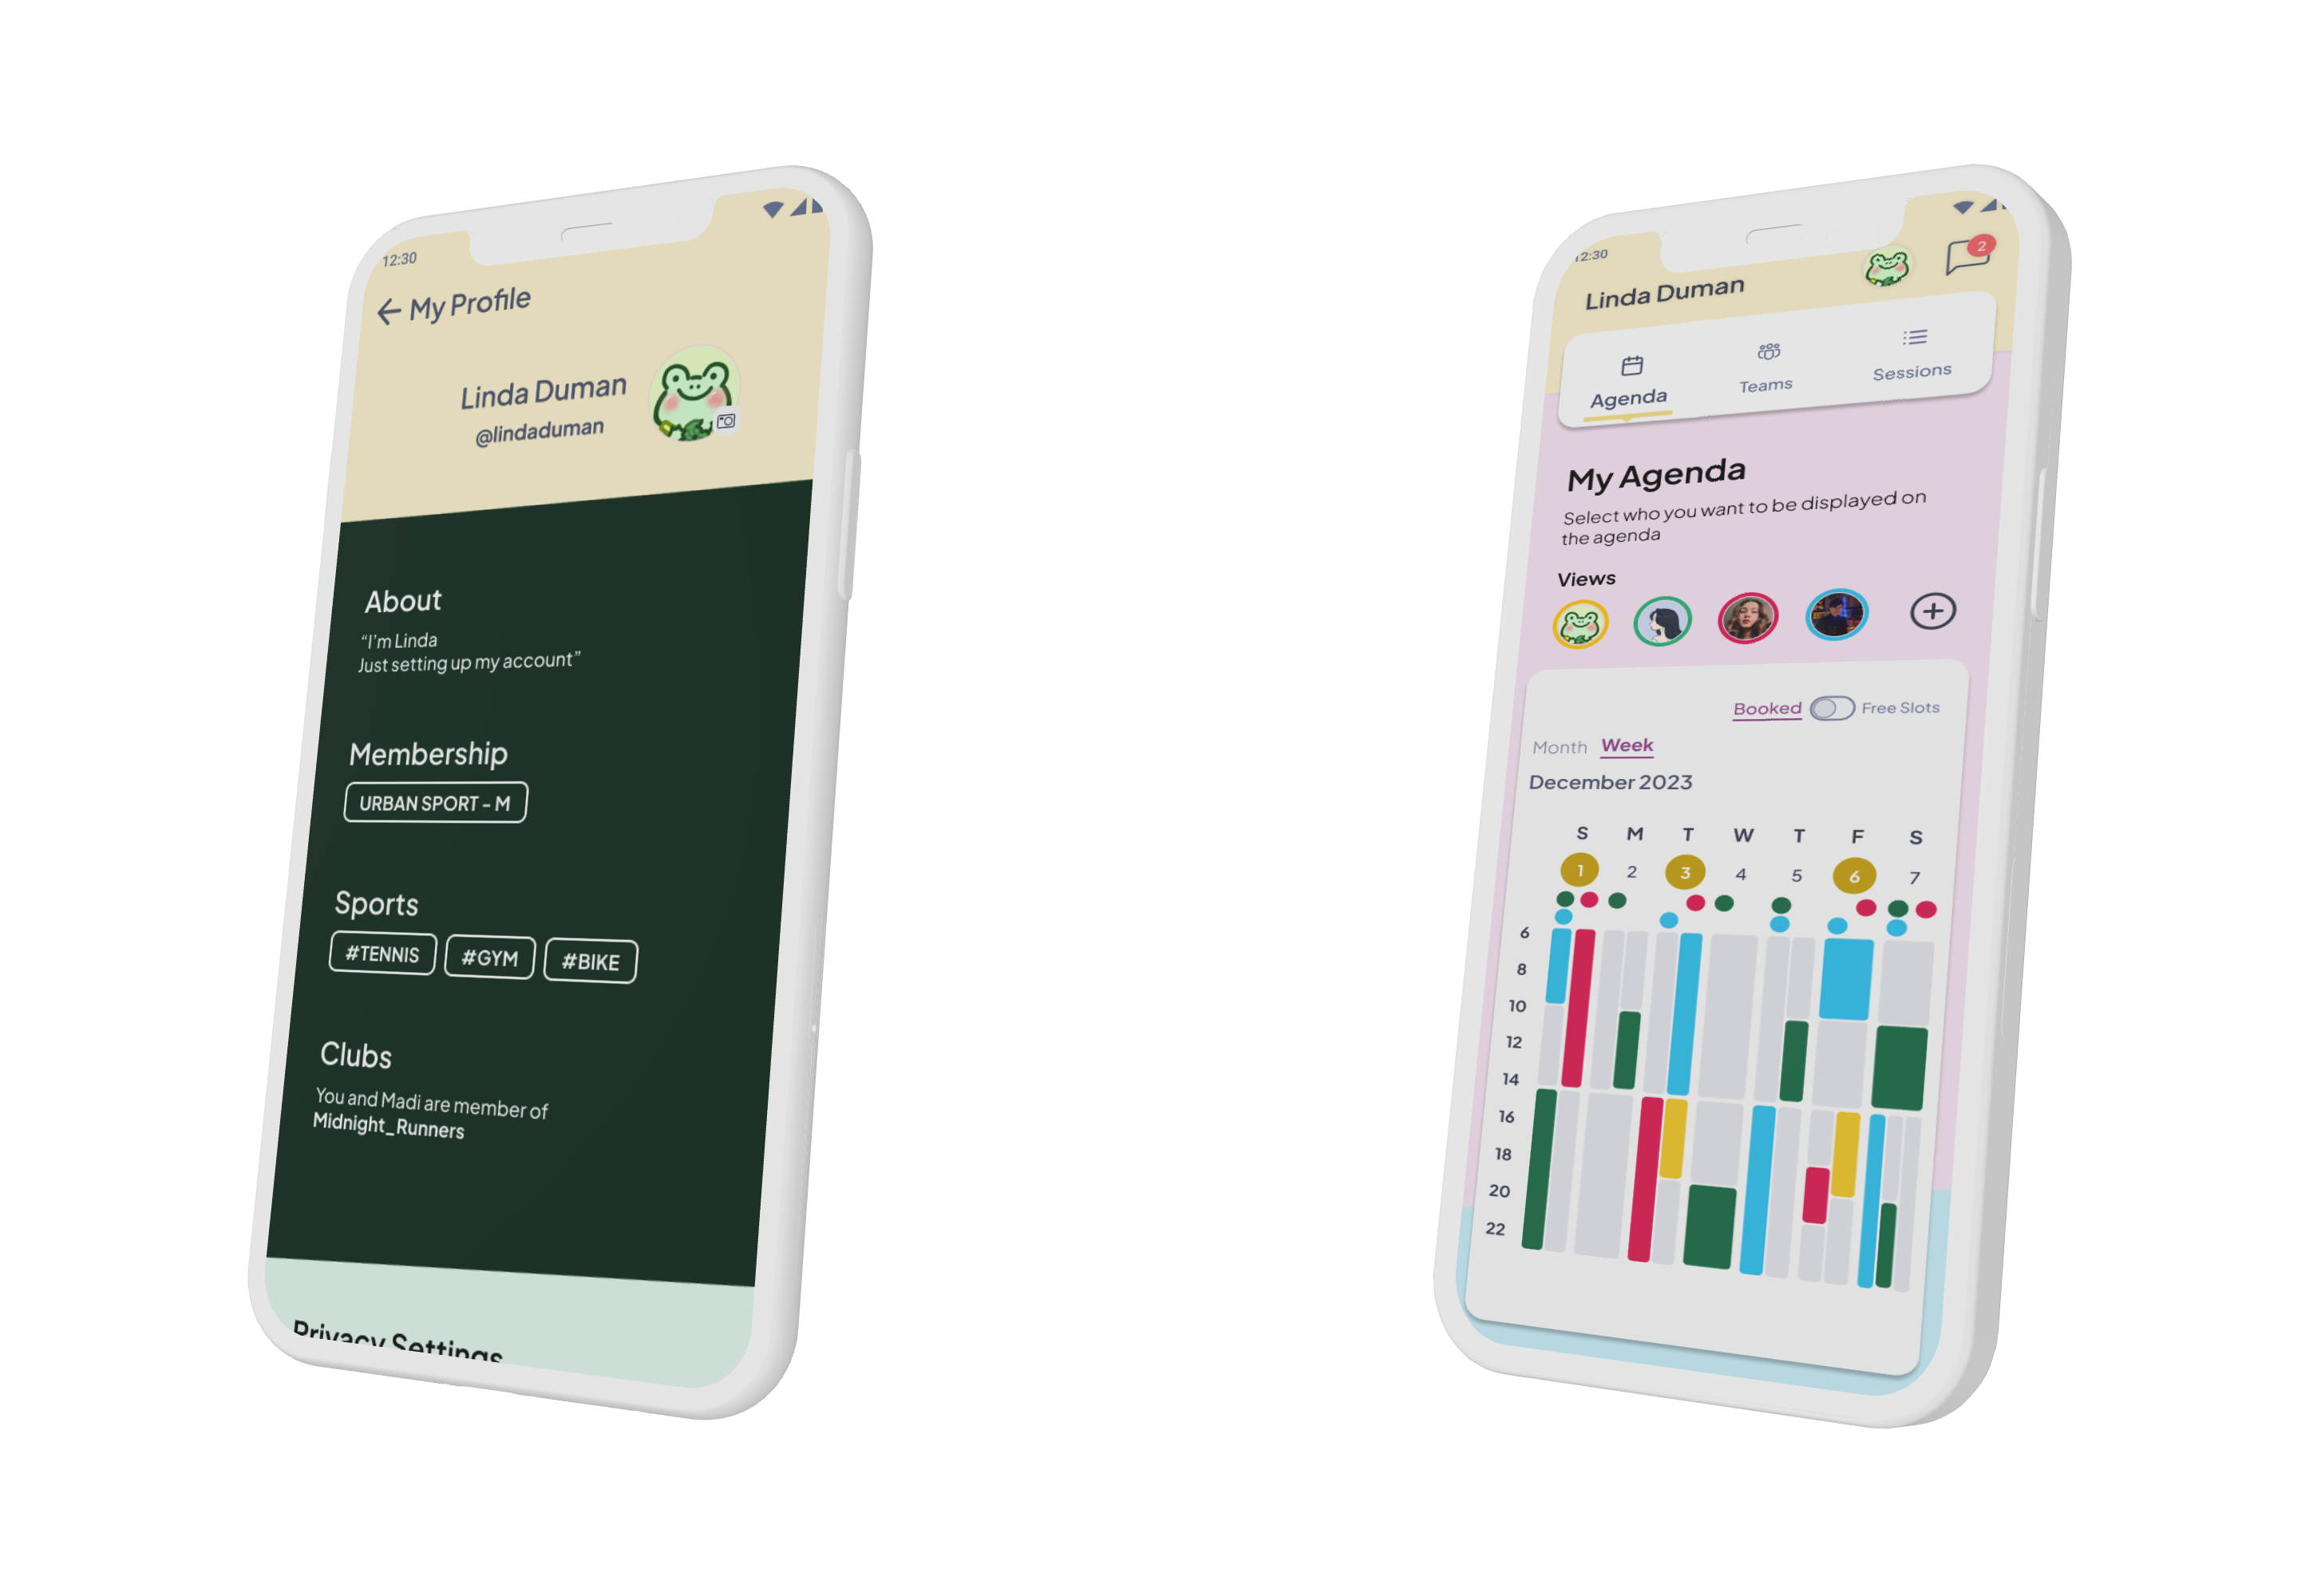 12:30
My Profile
Linda Duman
@lindaduman
About
“I’m Linda
Just setting up my account”
Membership
URBAN SPORT – M
Sports
#TENNIS #GYM #BIKE
Clubs
You and Madi are member of
Midnight_Runners
Privacy Settings
12:30
Linda Duman
2
Agenda Teams Sessions
My Agenda
Select who you want to be displayed on
the agenda
Views
Booked Free Slots
Month Week
December 2023
S M T W T F S
1 2 3 4 5 6 7
6
8
10
12
14
16
18
20
22